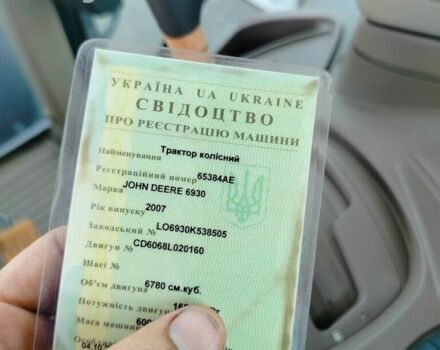 УКРАЇНА UA UKRAINE
СВІДОЦТВО
ПРО РЕЄСТРАЦІЮ МАШИНИ
Найменування Трактор колісний
Реєстраційний номер 65384АЕ
Марка JOHN DEERE 6930
Рік випуску 2007
Заводський № LO6930K538505
Двигун № CD6068L020160
Шасі №
Об'єм двигуна 6780 см.куб.
Потужність
Маса машини